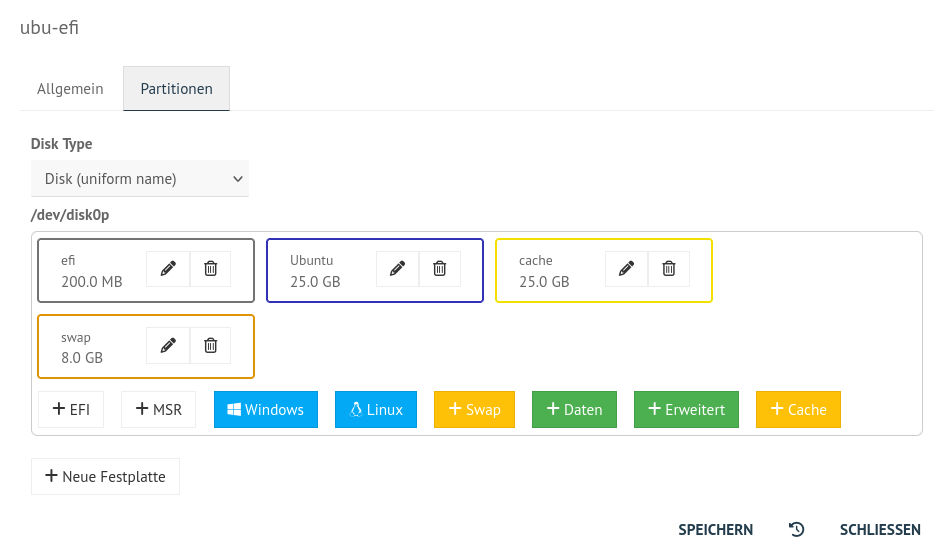 ubu-efi
Allgemein Partitionen
Disk Type
Disk (uniform name)
/dev/disk0p
efi
200.0 MB
Ubuntu
25.0 GB
cache
25.0 GB
swap
8.0 GB
+ EFI + MSR Windows Linux + Swap + Daten + Erweitert + Cache
+ Neue Festplatte
SPEICHERN SCHLIESSEN